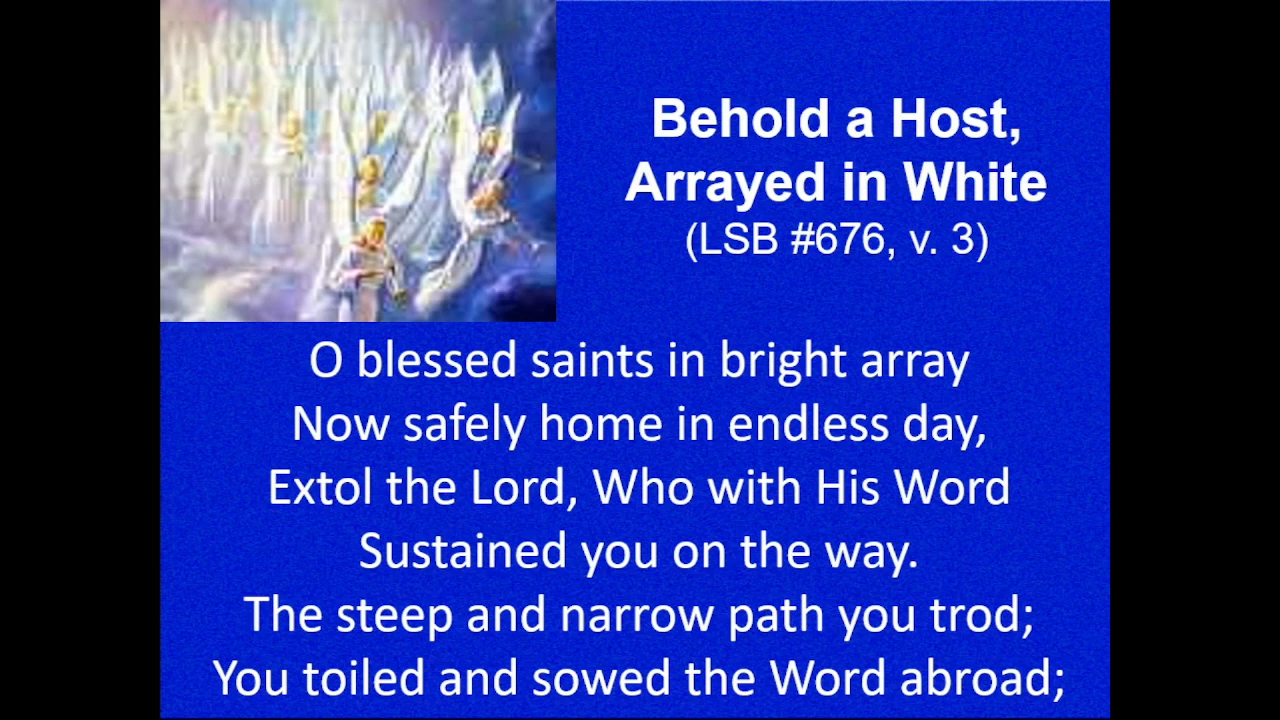 Behold a Host,
Arrayed in White
(LSB #676, v. 3)
O blessed saints in bright array
Now safely home in endless day,
Extol the Lord, Who with His Word
Sustained you on the way.
The steep and narrow path you trod;
You toiled and sowed the Word abroad;